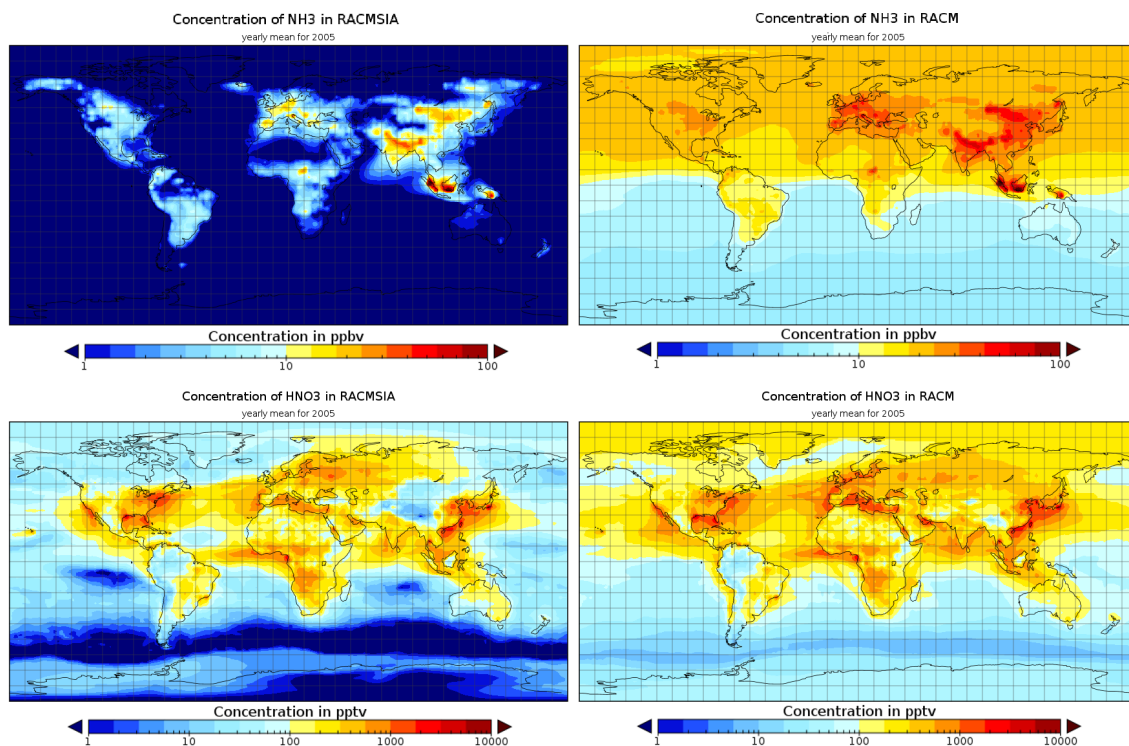 Concentration of NH3 in RACMSIA
yearly mean for 2005
Concentration in ppbv
1
10
100
Concentration of NH3 in RACM
yearly mean for 2005
Concentration in ppbv
1
10
100
Concentration of HNO3 in RACMSIA
yearly mean for 2005
Concentration in pptv
1
10
100
1000
10000
Concentration of HNO3 in RACM
yearly mean for 2005
Concentration in pptv
1
10
100
1000
10000